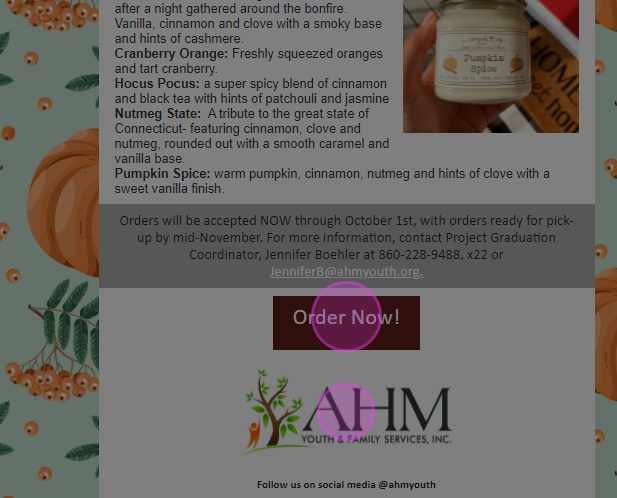 after a night gathered around the bonfire.
Vanilla, cinnamon and clove with a smoky base
and hints of cashmere.
Cranberry Orange: Freshly squeezed oranges
and tart cranberry.
Hocus Pocus: a super spicy blend of cinnamon
and black tea with hints of patchouli and jasmine
Nutmeg State: A tribute to the great state of
Connecticut- featuring cinnamon, clove and
nutmeg, rounded out with a smooth caramel and
vanilla base.
Pumpkin Spice: warm pumpkin, cinnamon, nutmeg and hints of clove with a
sweet vanilla finish.
Pumpkin
Spice
HOME
Orders will be accepted NOW through October 1st, with orders ready for pick-
up by mid-November. For more information, contact Project Graduation
Coordinator, Jennifer Boehler at 860-228-9488, x22 or
JenniferB@ahmyouth.org.
Order Now!
AHM
YOUTH & FAMILY SERVICES, INC.
Follow us on social media @ahmyouth